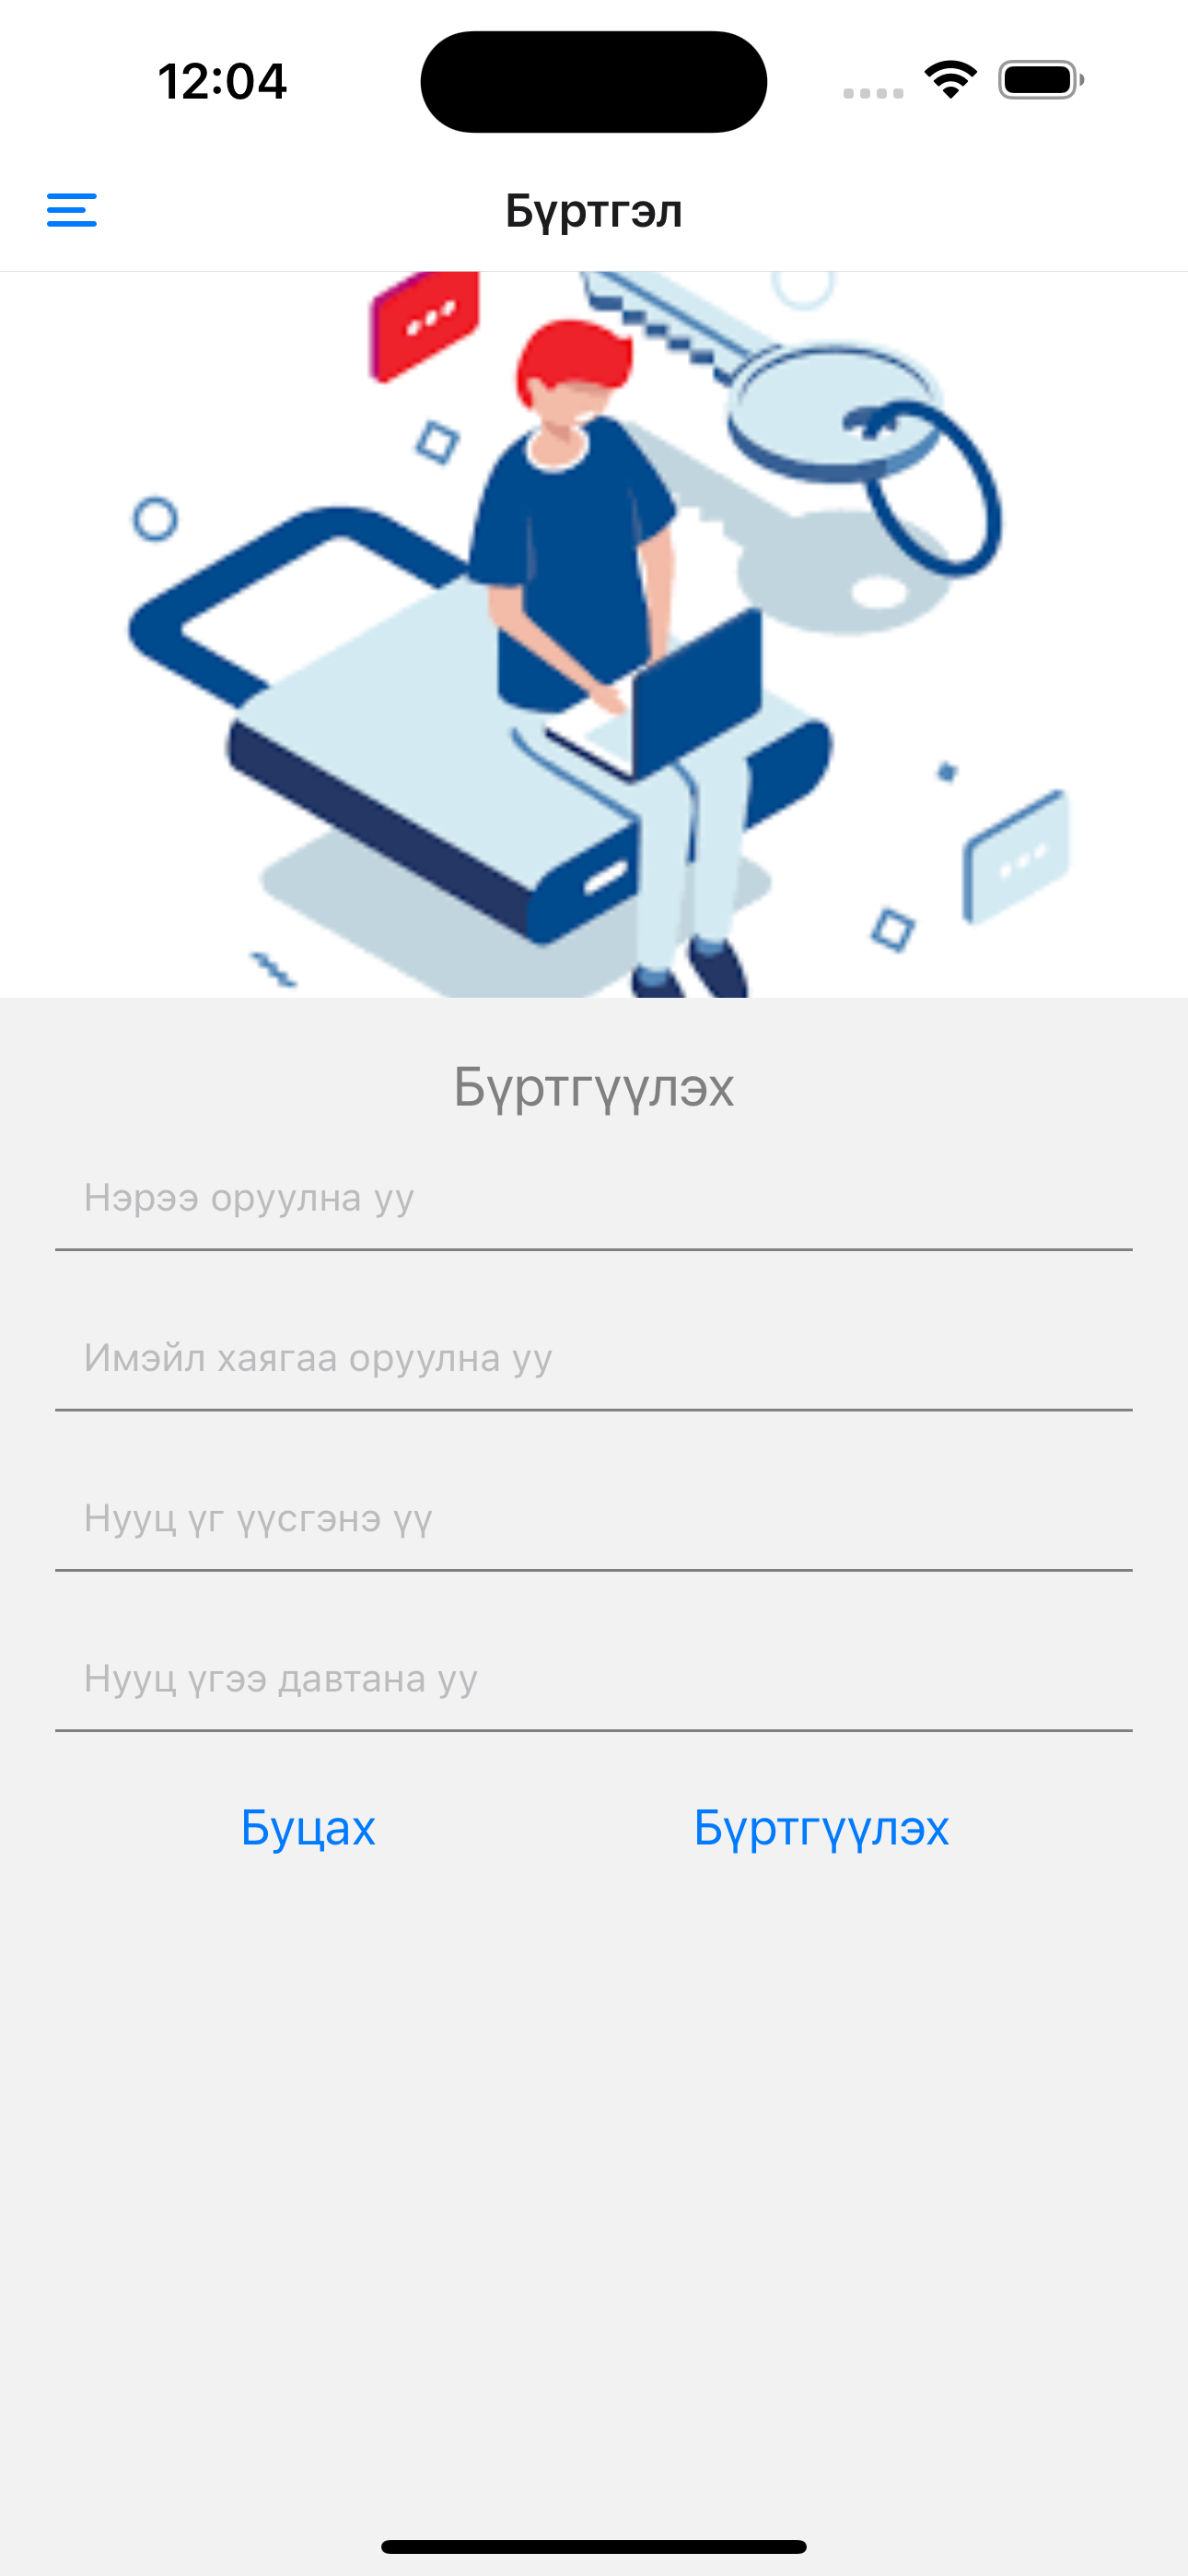 12:04
Бүртгэл
Бүртгүүлэх
Нэрээ оруулна уу
Имэйл хаягаа оруулна уу
Нууц үг үүсгэнэ үү
Нууц үгээ давтана уу
Буцах Бүртгүүлэх